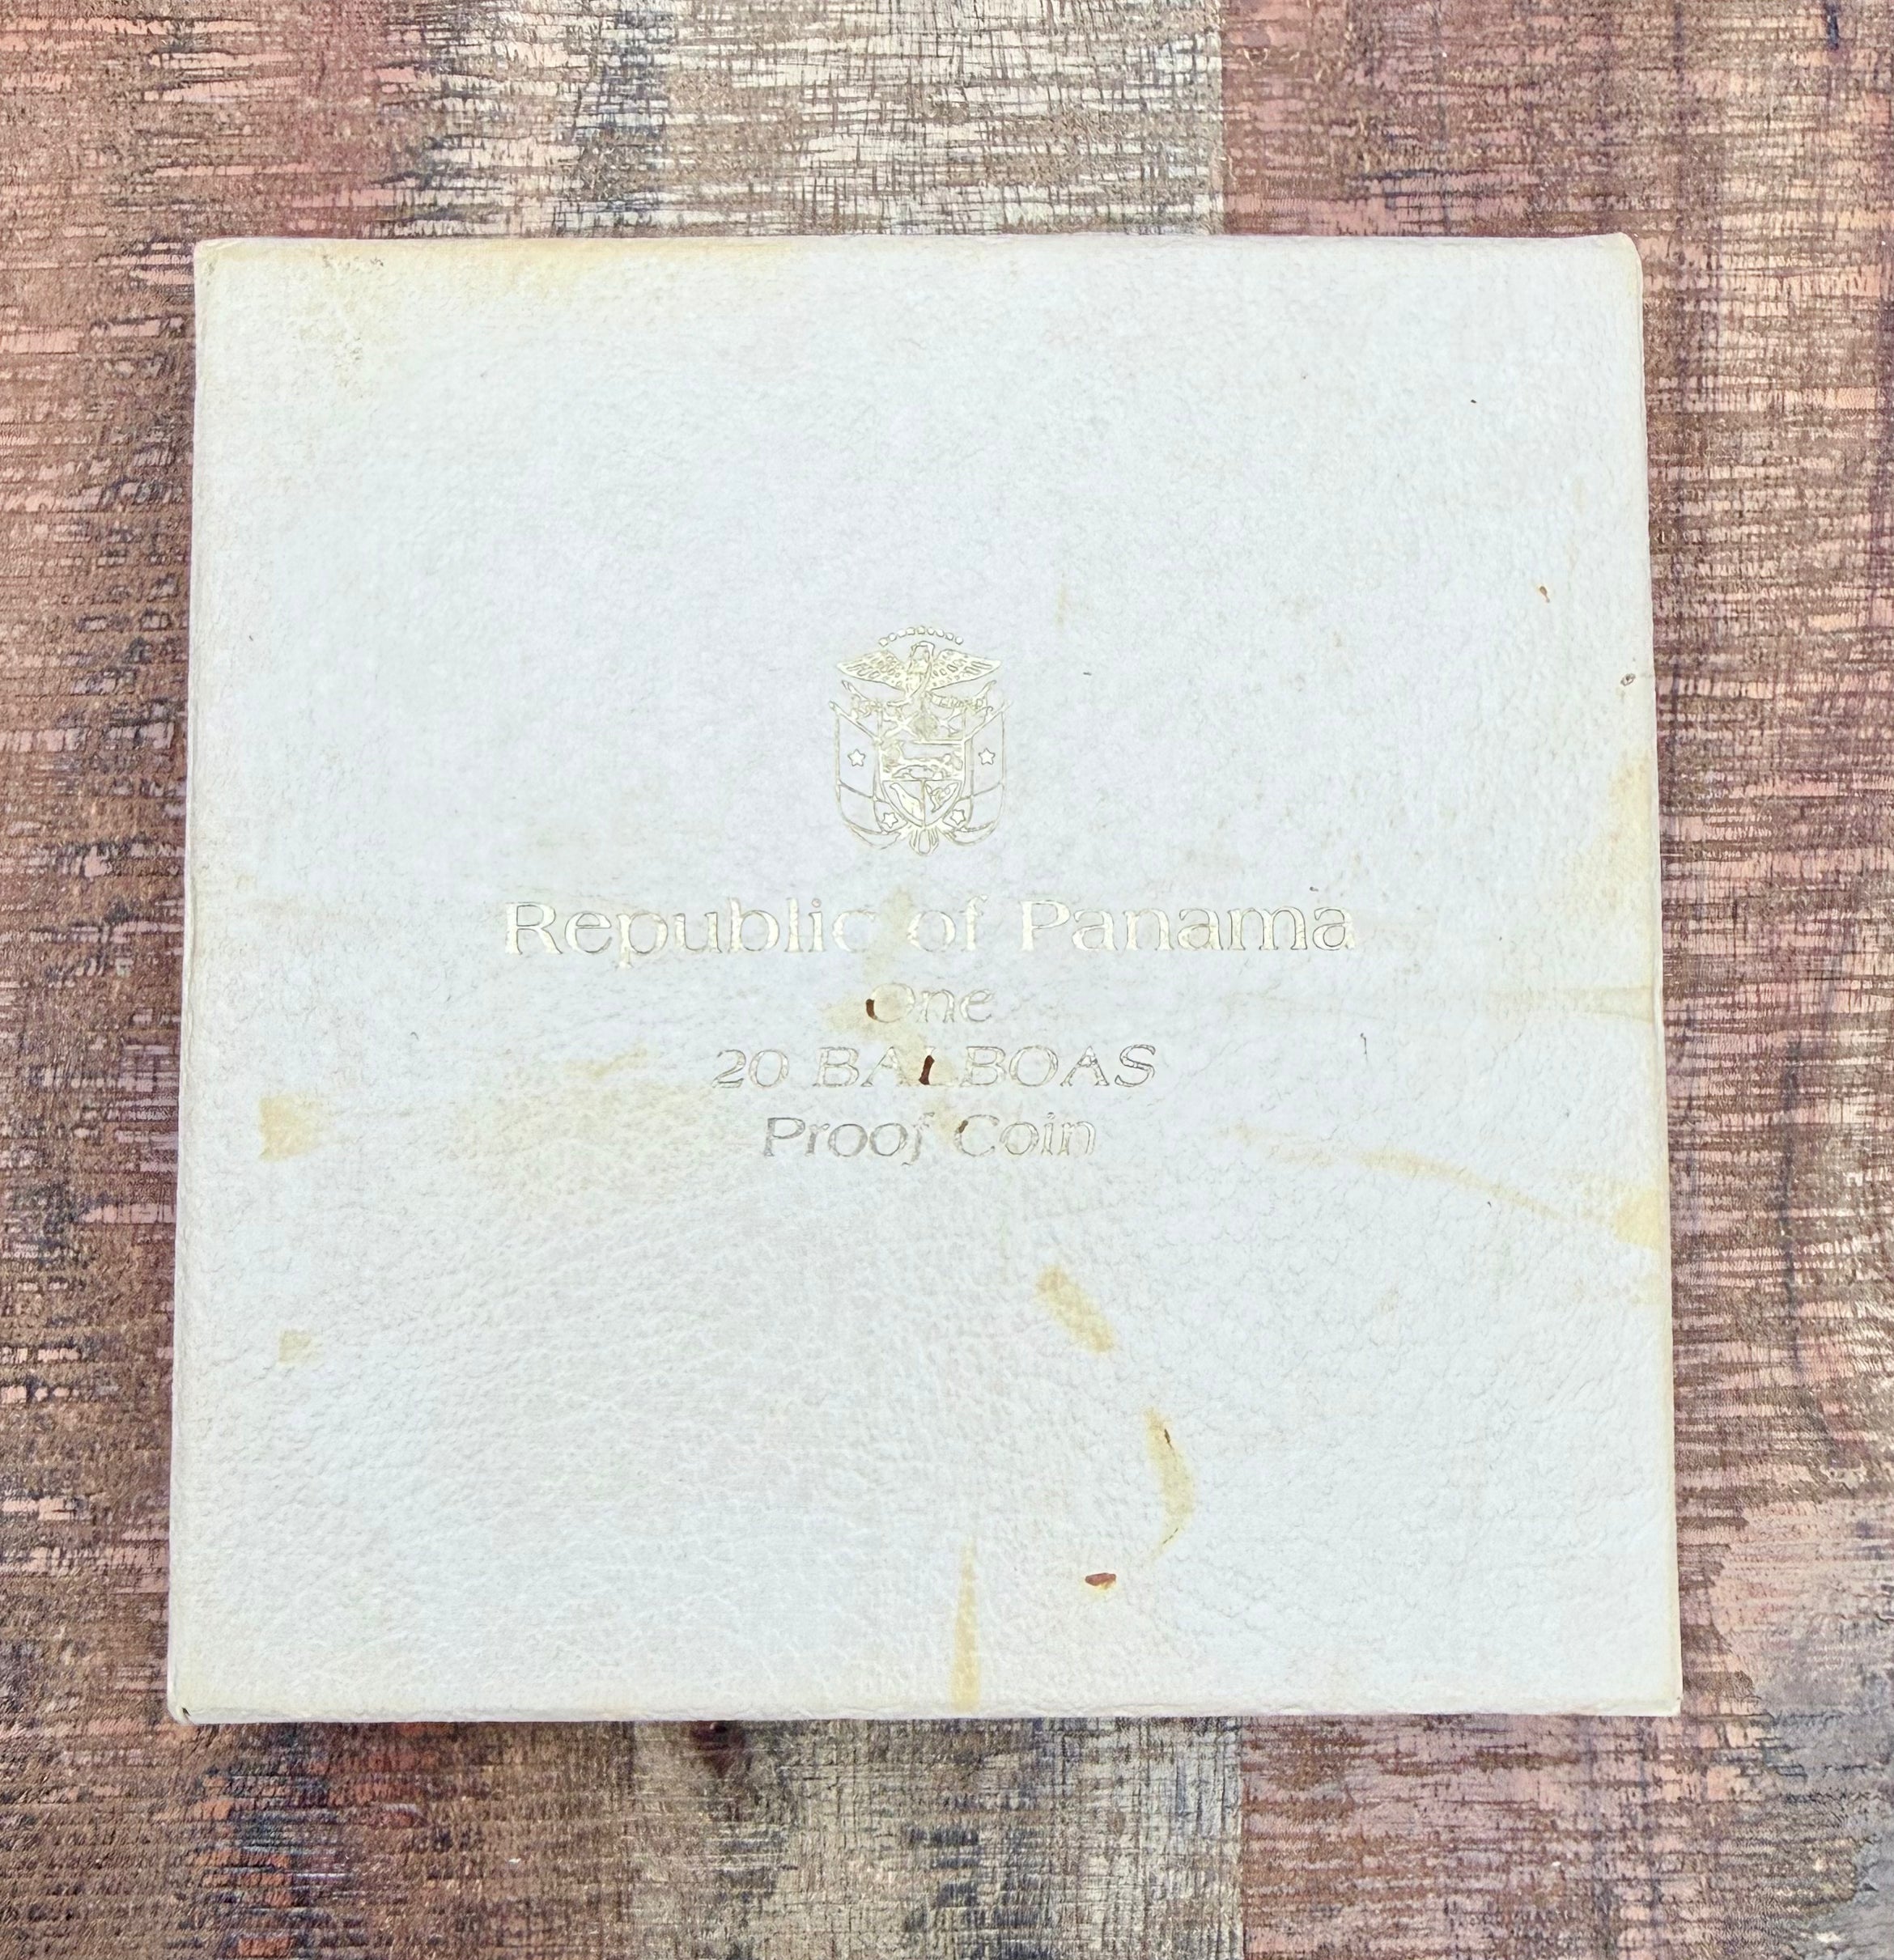 Republic of Panama
One
20 BALBOAS
Proof Coin